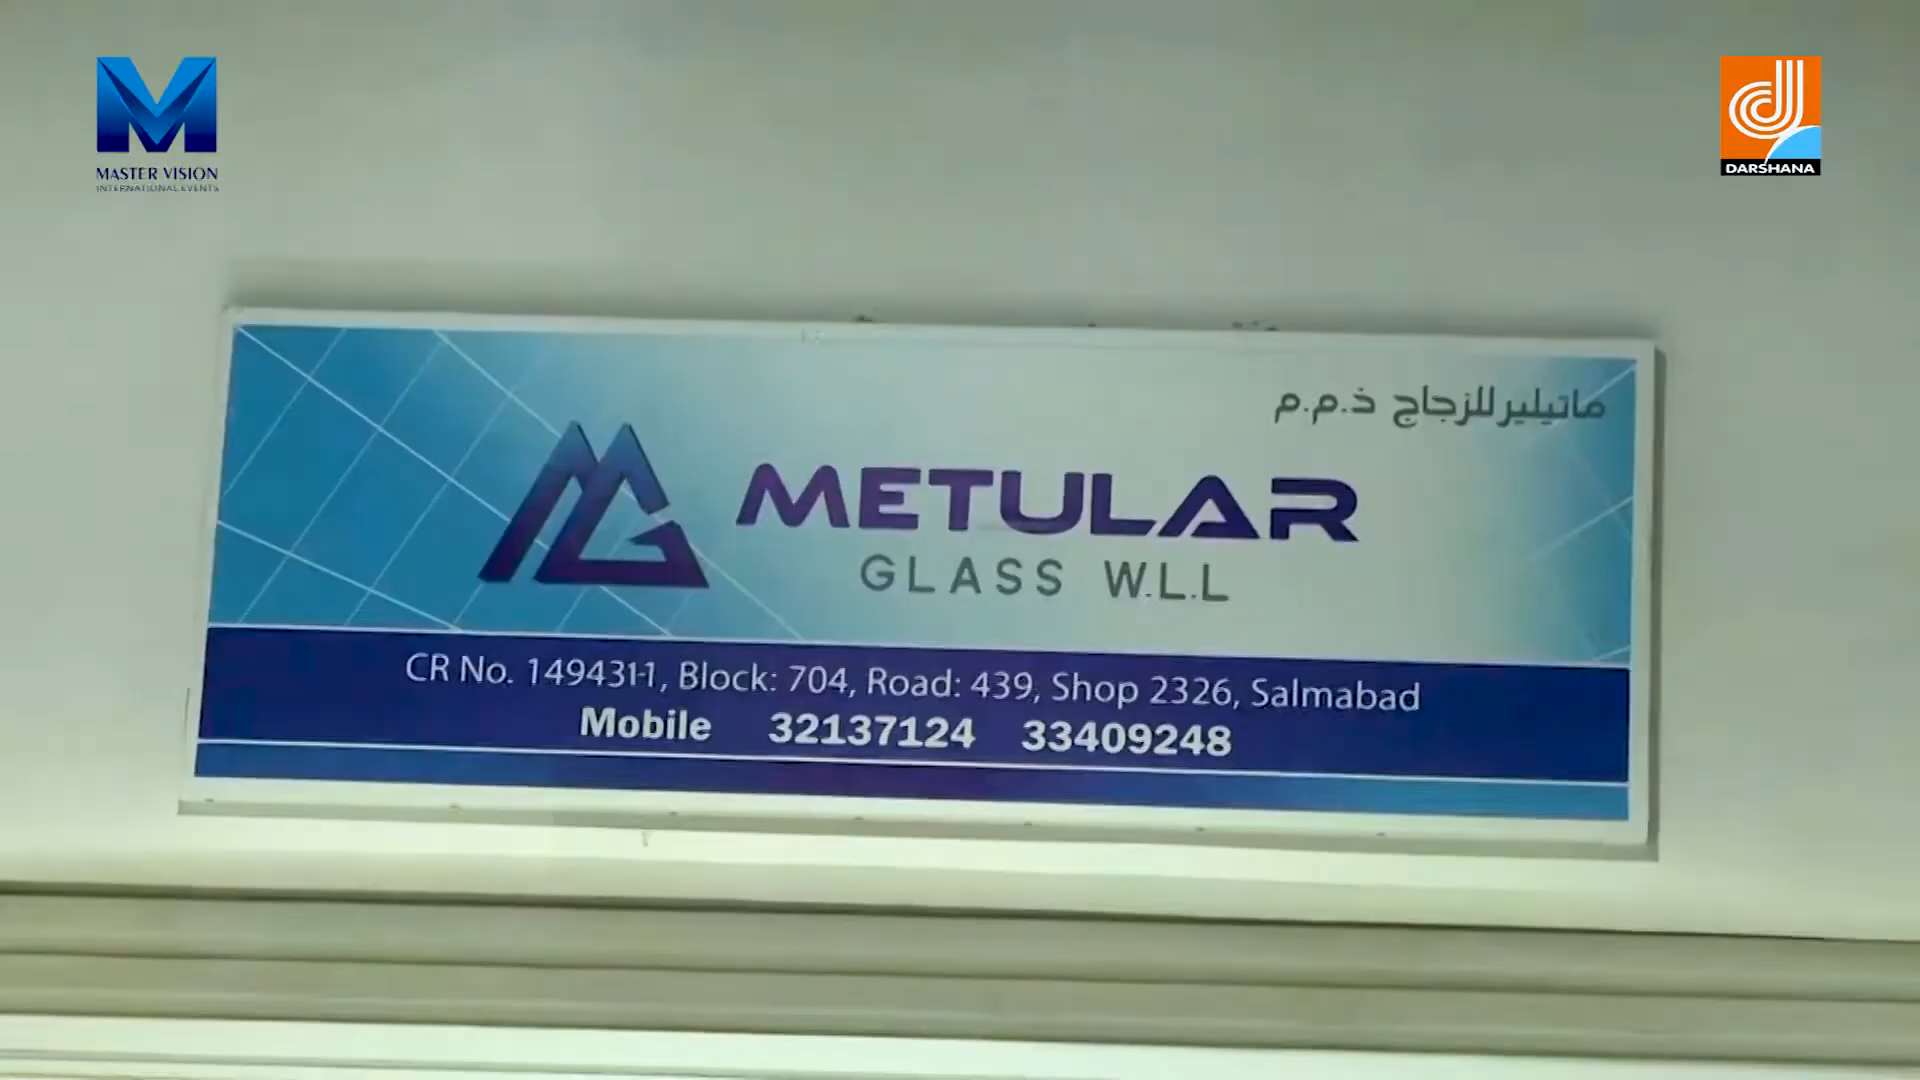 MASTER VISION
INTERNATIONAL EVENTS
DARSHANA
ماتيلير للزجاج ذ.م.م
METULAR
GLASS W.L.L
CR No. 149431-1, Block: 704, Road: 439, Shop 2326, Salmabad
Mobile 32137124 33409248